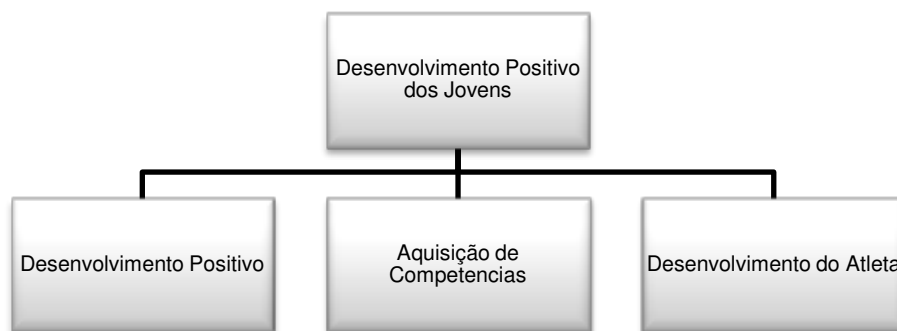 Desenvolvimento Positivo
dos Jovens
Desenvolvimento Positivo
Aquisição de
Competencias
Desenvolvimento do Atleta